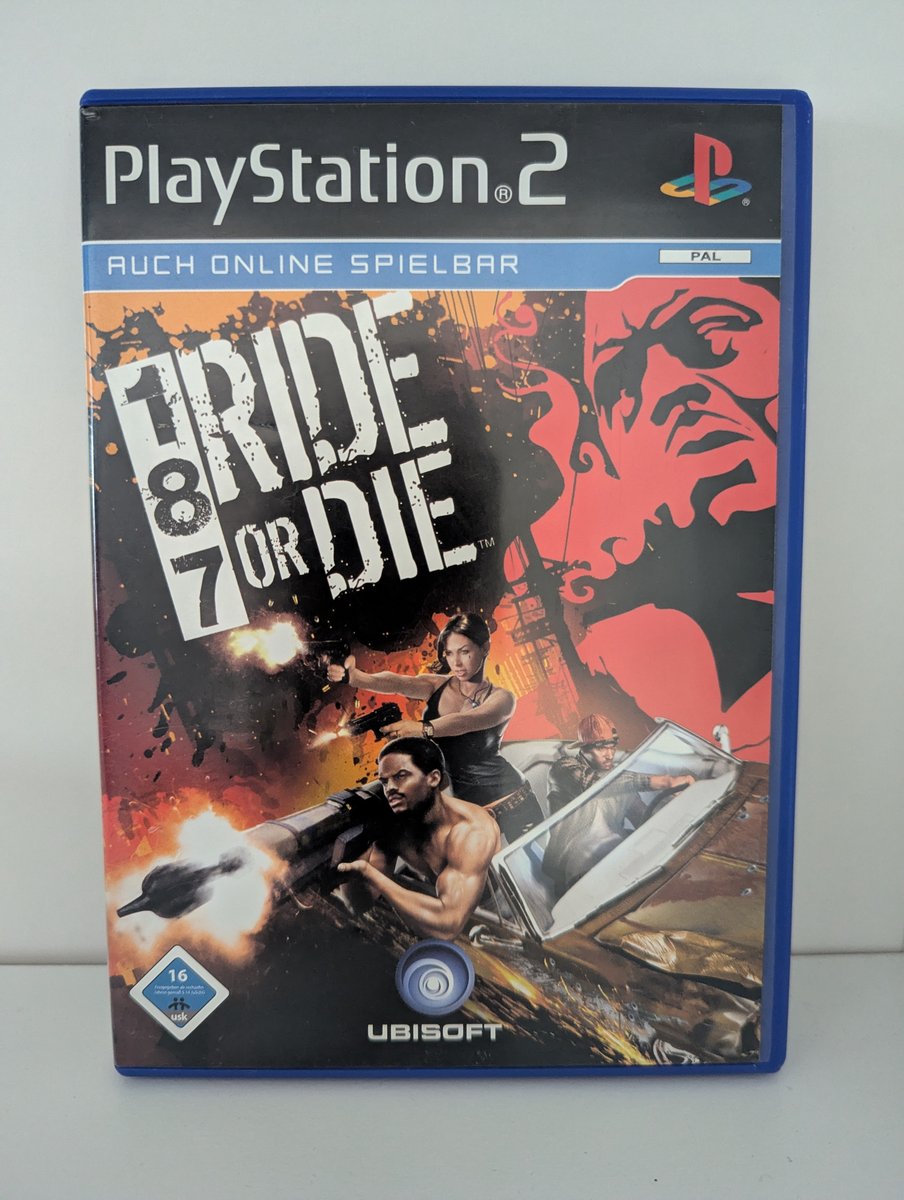 PlayStation®2
AUCH ONLINE SPIELBAR
PAL
187 RIDE
OR DIE™
16
usk
UBISOFT